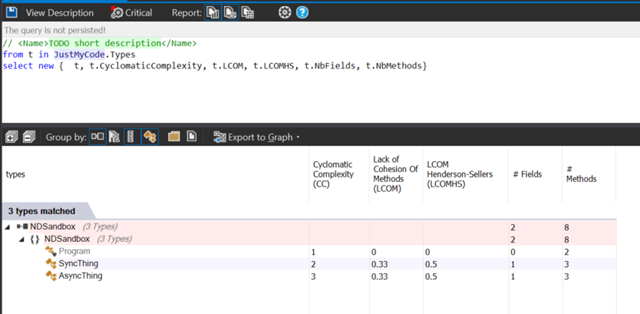 View Description Critical Report:
The query is not persisted!
// <Name>TODO short description</Name>
from t in JustMyCode.Types
select new {  t, t.CyclomaticComplexity, t.LCOM, t.LCOMHS, t.NbFields, t.NbMethods}
Group by: Export to Graph
types Cyclomatic Complexity (CC) Lack of Cohesion Of Methods (LCOM) LCOM Henderson-Sellers (LCOMHS) # Fields # Methods
3 types matched
NDSandbox (3 Types) 2 8
{ } NDSandbox (3 Types) 2 8
Program 1 0 0 0 2
SyncThing 2 0.33 0.5 1 3
AsyncThing 3 0.33 0.5 1 3